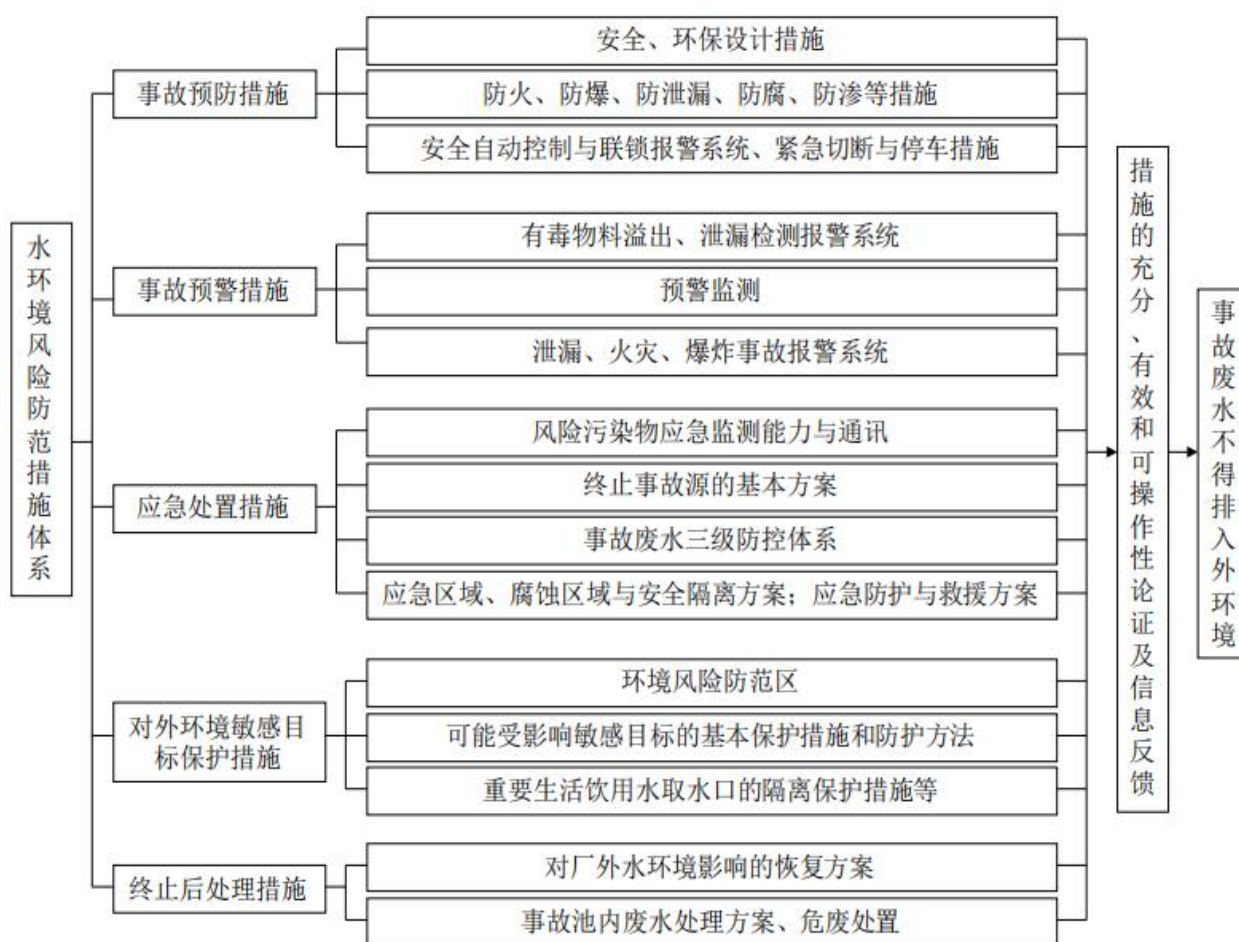 水环境风险防范措施体系
事故预防措施
安全、环保设计措施
防火、防爆、防泄漏、防腐、防渗等措施
安全自动控制与联锁报警系统、紧急切断与停车措施
事故预警措施
有毒物料溢出、泄漏检测报警系统
预警监测
泄漏、火灾、爆炸事故报警系统
应急处置措施
风险污染物应急监测能力与通讯
终止事故源的基本方案
事故废水三级防控体系
应急区域、腐蚀区域与安全隔离方案；应急防护与救援方案
对外环境敏感目
标保护措施
环境风险防范区
可能受影响敏感目标的基本保护措施和防护方法
重要生活饮用水取水口的隔离保护措施等
终止后处理措施
对厂外水环境影响的恢复方案
事故池内废水处理方案、危废处置
措施的充分、有效和可操作性论证及信息反馈
事故废水不得排入外环境